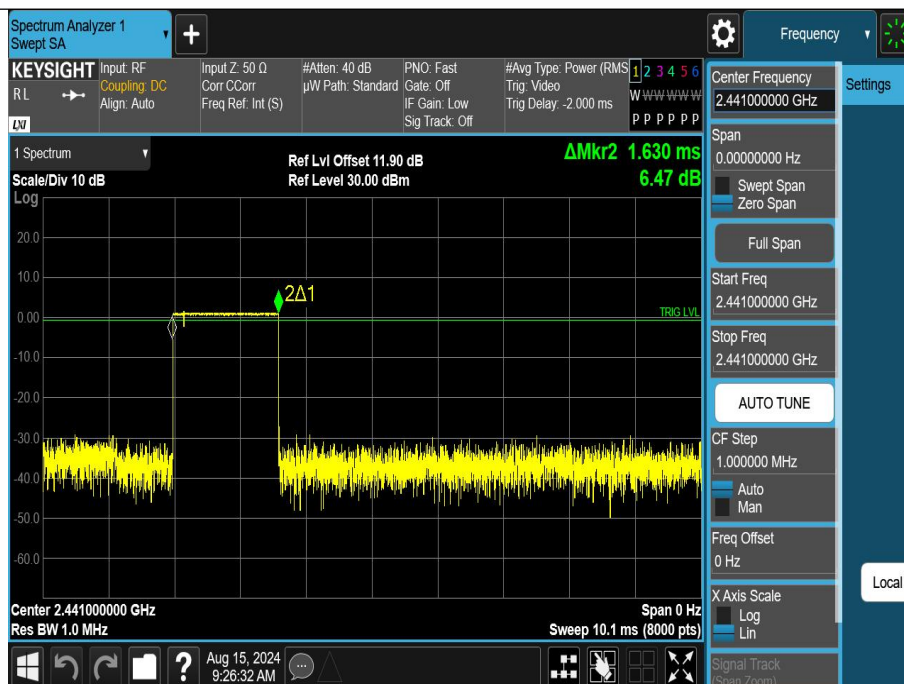 Spectrum Analyzer 1
Swept SA
Frequency
KEYSIGHT
RL
LXI
Input: RF
Coupling: DC
Align: Auto
Input Z: 50 Ω
Corr CCorr
Freq Ref: Int (S)
#Atten: 40 dB
µW Path: Standard
PNO: Fast
Gate: Off
IF Gain: Low
Sig Track: Off
#Avg Type: Power (RMS
Trig: Video
Trig Delay: -2.000 ms
1 2 3 4 5 6
W W W W W W
P P P P P P
1 Spectrum
Scale/Div 10 dB
Log
Ref Lvl Offset 11.90 dB
Ref Level 30.00 dBm
ΔMkr2 1.630 ms
6.47 dB
20.0
10.0
0.00
-10.0
-20.0
-30.0
-40.0
-50.0
-60.0
2Δ1
TRIG LVL
Center 2.441000000 GHz
Res BW 1.0 MHz
Span 0 Hz
Sweep 10.1 ms (8000 pts)
Aug 15, 2024
9:26:32 AM
?
Center Frequency
2.441000000 GHz
Settings
Span
0.00000000 Hz
Swept Span
Zero Span
Full Span
Start Freq
2.441000000 GHz
Stop Freq
2.441000000 GHz
AUTO TUNE
CF Step
1.000000 MHz
Auto
Man
Freq Offset
0 Hz
Local
X Axis Scale
Log
Lin
Signal Track
(Span Zoom)